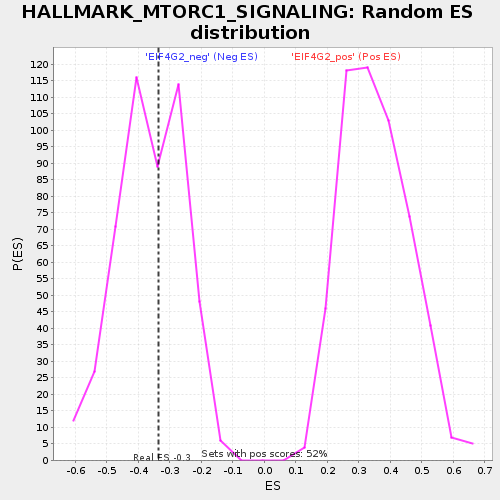 HALLMARK_MTORC1_SIGNALING: Random ES
distribution
'EIF4G2_neg' (Neg ES)
'EIF4G2_pos' (Pos ES)
120
115
110
105
100
95
90
85
80
75
70
65
60
55
50
45
40
35
30
25
20
15
10
5
0
P(ES)
Real ES -0.3
Sets with pos scores: 52%
-0.6 -0.5 -0.4 -0.3 -0.2 -0.1 0.0 0.1 0.2 0.3 0.4 0.5 0.6 0.7
ES